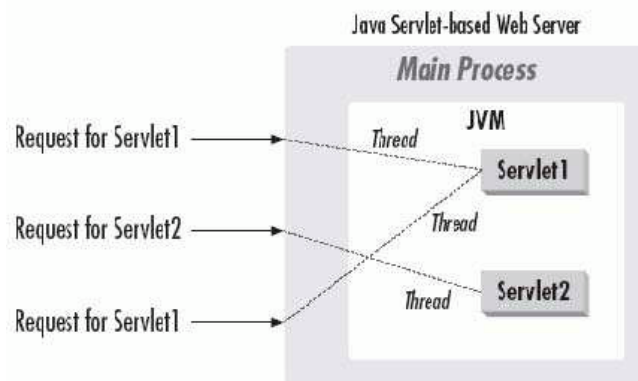 Java Servlet-based Web Server
Main Process
JVM
Request for Servlet1
Thread
Servlet1
Request for Servlet2
Thread
Thread
Servlet2
Request for Servlet1